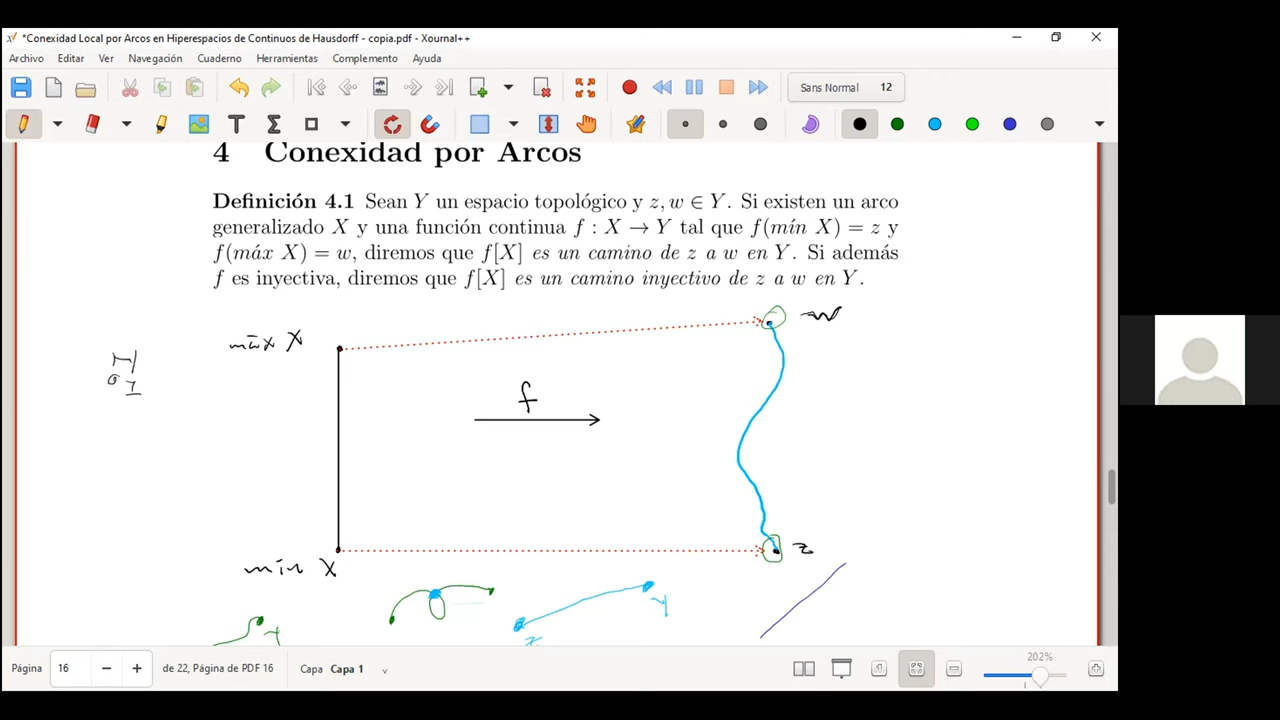 *Conexidad Local por Arcos en Hiperespacios de Continuos de Hausdorff - copia.pdf - Xournal++
Archivo Editar Ver Navegación Cuaderno Herramientas Complemento Ayuda
Sans Normal 12
4 Conexidad por Arcos
Definición 4.1 Sean Y un espacio topológico y z, w ∈ Y. Si existen un arco
generalizado X y una función continua f : X → Y tal que f(mín X) = z y
f(máx X) = w, diremos que f[X] es un camino de z a w en Y. Si además
f es inyectiva, diremos que f[X] es un camino inyectivo de z a w en Y.
máx X
w
f
mín X
z
Y
z
Página 16 de 22, Página de PDF 16 Capa Capa 1
202%